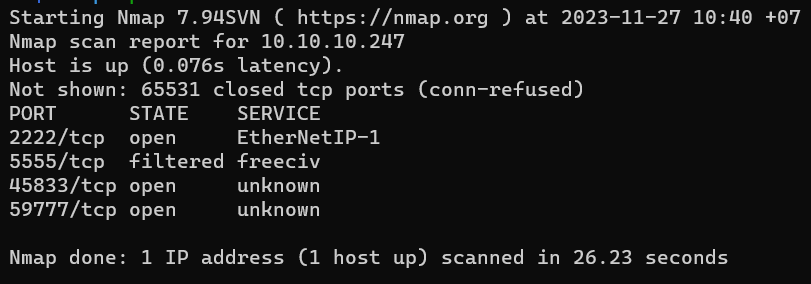 Starting Nmap 7.94SVN ( https://nmap.org ) at 2023-11-27 10:40 +07
Nmap scan report for 10.10.10.247
Host is up (0.076s latency).
Not shown: 65531 closed tcp ports (conn-refused)
PORT      STATE    SERVICE
2222/tcp  open     EtherNetIP-1
5555/tcp  filtered freeciv
45833/tcp open     unknown
59777/tcp open     unknown
Nmap done: 1 IP address (1 host up) scanned in 26.23 seconds